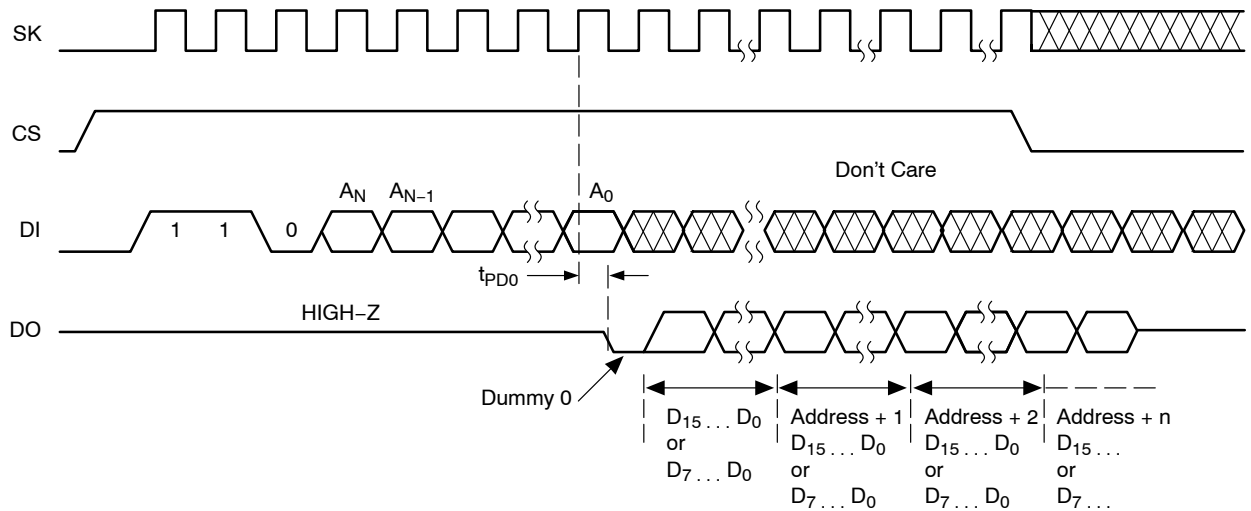 SK
CS
Don't Care
A_N A_N–1 A_0
DI
1 1 0
t_PD0
HIGH–Z
DO
Dummy 0
D_15 . . . D_0
or
D_7 . . . D_0
Address + 1
D_15 . . . D_0
or
D_7 . . . D_0
Address + 2
D_15 . . . D_0
or
D_7 . . . D_0
Address + n
D_15 . . .
or
D_7 . . .